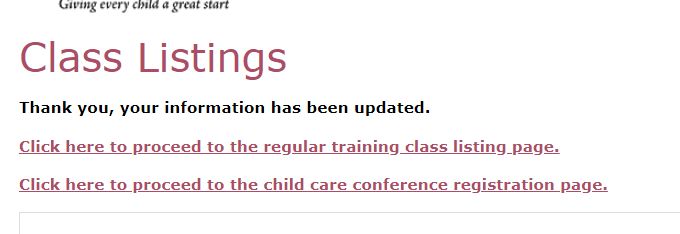 Giving every child a great start
Class Listings
Thank you, your information has been updated.
Click here to proceed to the regular training class listing page.
Click here to proceed to the child care conference registration page.